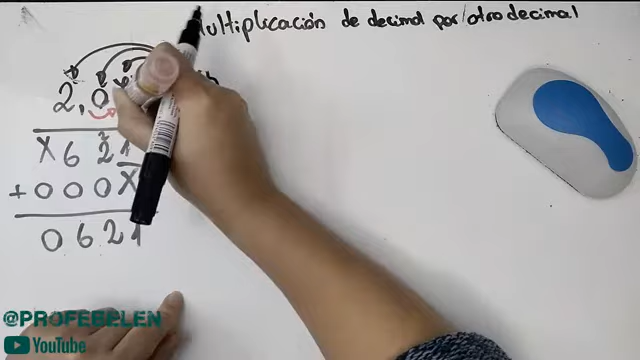 ultiplicación de decimal por otro decimal
2,0
x 6 2 1
+ 0 0 0 x
0 6 2 1
@PROFEBELEN
YouTube